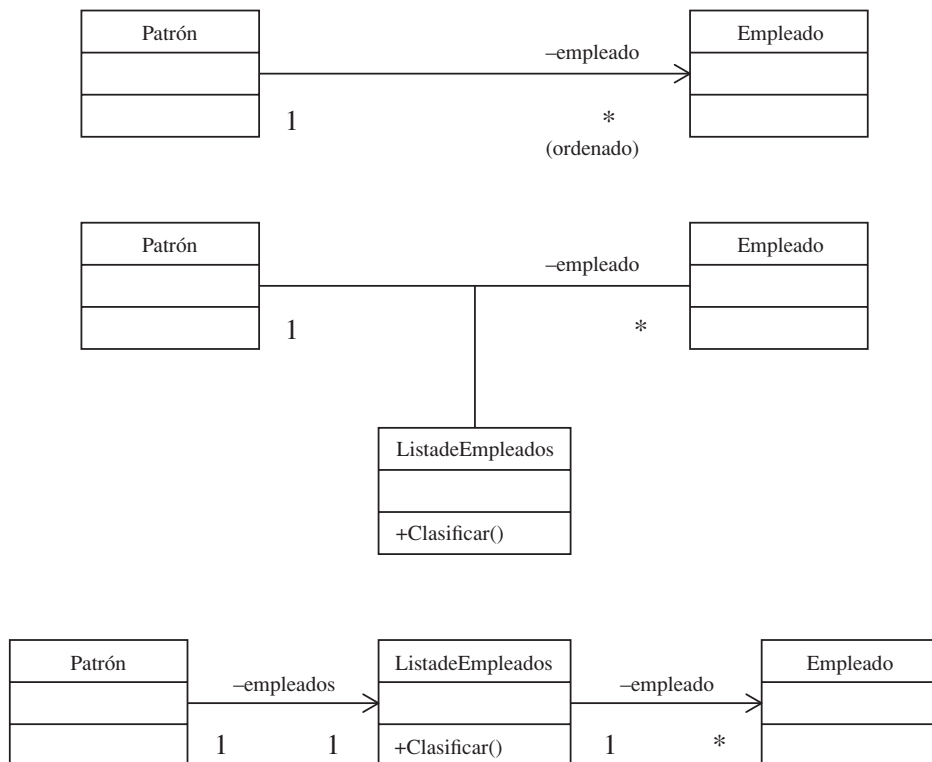 Patrón
Empleado
–empleado
1
*
(ordenado)
Patrón
Empleado
–empleado
1
*
ListadeEmpleados
+Clasificar()
Patrón
ListadeEmpleados
Empleado
–empleados
–empleado
+Clasificar()
1
1
1
*